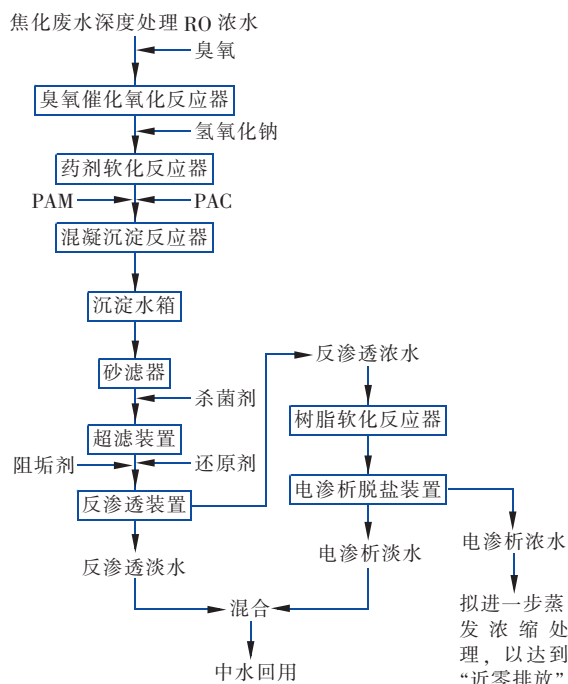 焦化废水深度处理 RO 浓水
臭氧
臭氧催化氧化反应器
氢氧化钠
药剂软化反应器
PAM
PAC
混凝沉淀反应器
沉淀水箱
砂滤器
杀菌剂
超滤装置
阻垢剂
还原剂
反渗透装置
反渗透淡水
反渗透浓水
树脂软化反应器
电渗析脱盐装置
电渗析淡水
电渗析浓水
拟进一步蒸
发浓缩处
理，以达到
“近零排放”
混合
中水回用